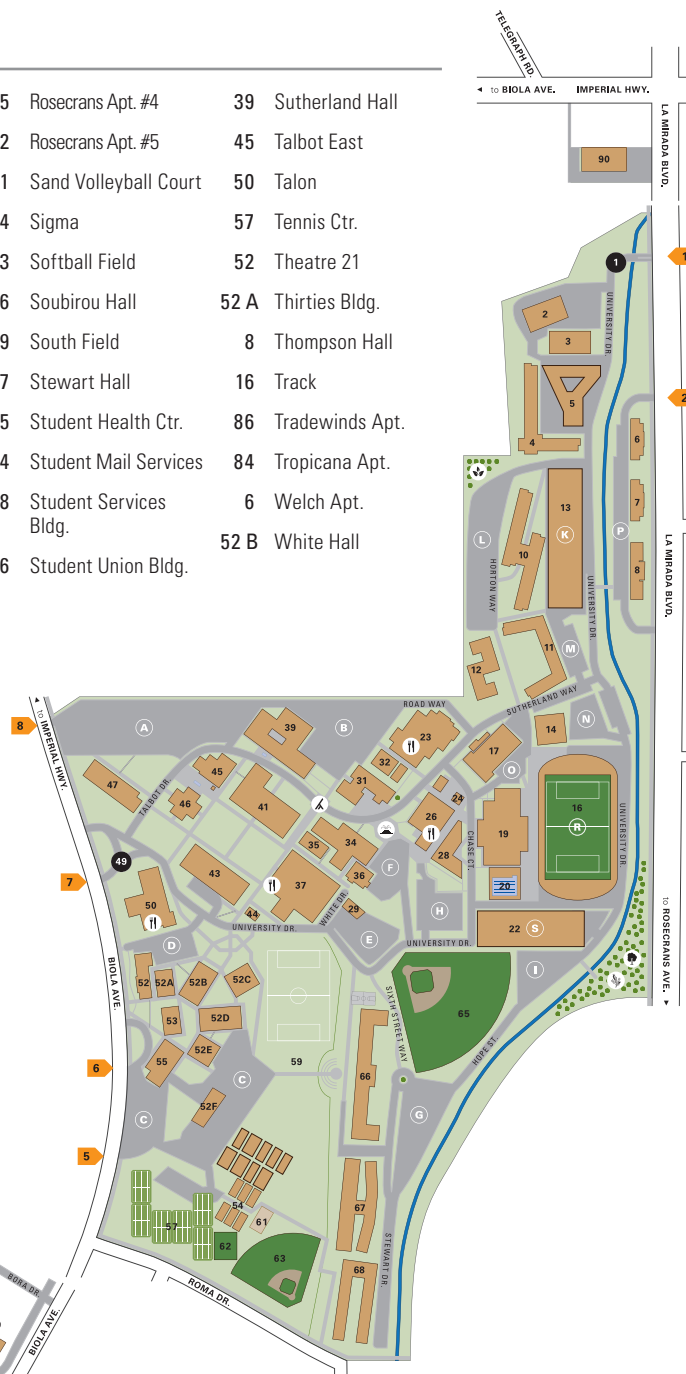 TELEGRAPH RD.
to BIOLA AVE.
IMPERIAL HWY.
LA MIRADA BLVD.
5 Rosecrans Apt. #4
2 Rosecrans Apt. #5
1 Sand Volleyball Court
4 Sigma
3 Softball Field
6 Soubirou Hall
9 South Field
7 Stewart Hall
5 Student Health Ctr.
4 Student Mail Services
8 Student Services
Bldg.
6 Student Union Bldg.
39 Sutherland Hall
45 Talbot East
50 Talon
57 Tennis Ctr.
52 Theatre 21
52 A Thirties Bldg.
8 Thompson Hall
16 Track
86 Tradewinds Apt.
84 Tropicana Apt.
6 Welch Apt.
52 B White Hall
90
1
1
UNIVERSITY DR.
2
3
5
2
4
6
13
7
L
K
P
10
HORTON WAY
8
LA MIRADA BLVD.
UNIVERSITY DR.
11
M
12
SUTHERLAND WAY
ROAD WAY
to IMPERIAL HWY.
8
A
39
B
23
N
14
17
32
O
47
TALBOT DR.
45
31
46
41
24
16
26
R
UNIVERSITY DR.
19
CHASE CT.
34
35
28
49
F
43
36
7
37
20
to ROSECRANS AVE.
50
H
44
29
WHITE DR.
UNIVERSITY DR.
22
S
D
E
UNIVERSITY DR.
BIOLA AVE.
I
52
52A
52B
52C
SIXTH STREET WAY
65
53
52D
HOPE ST.
55
52E
59
66
6
C
52F
G
C
5
54
67
57
61
62
63
68
STEWART DR.
BORA DR.
ROMA DR.
BIOLA AVE.